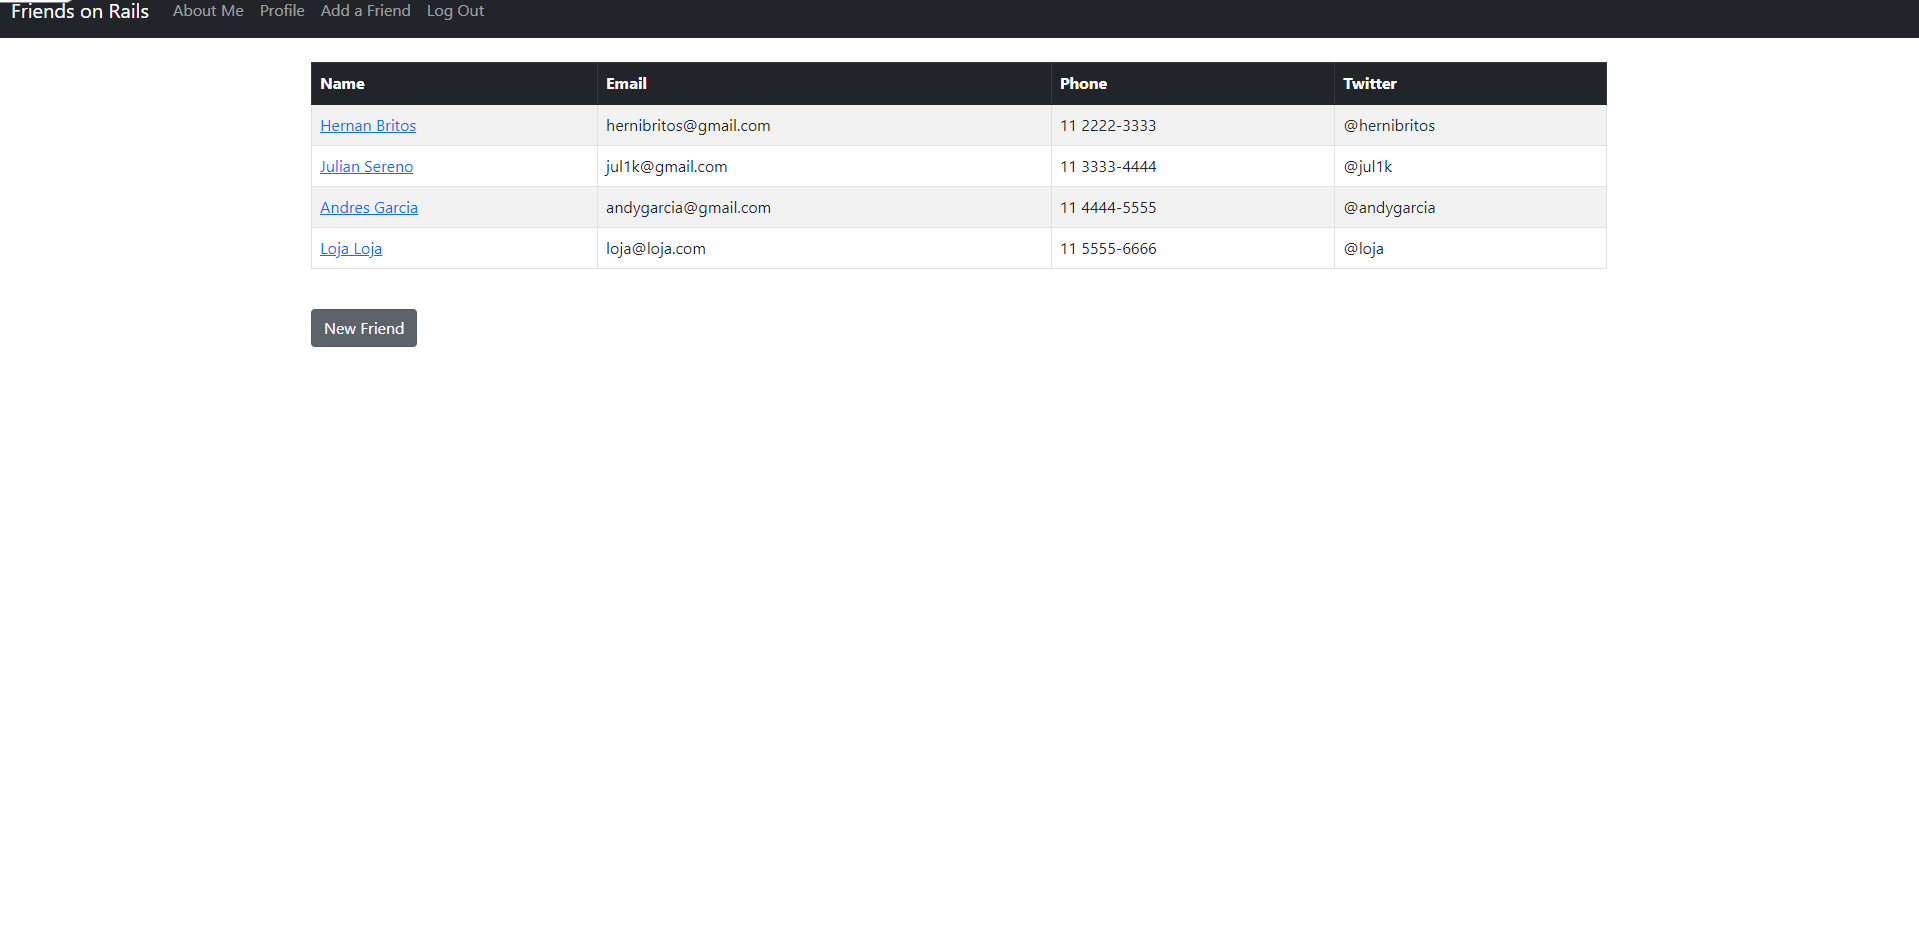 Friends on Rails About Me Profile Add a Friend Log Out
Name Email Phone Twitter
Hernan Britos hernibritos@gmail.com 11 2222-3333 @hernibritos
Julian Sereno jul1k@gmail.com 11 3333-4444 @jul1k
Andres Garcia andygarcia@gmail.com 11 4444-5555 @andygarcia
Loja Loja loja@loja.com 11 5555-6666 @loja
New Friend